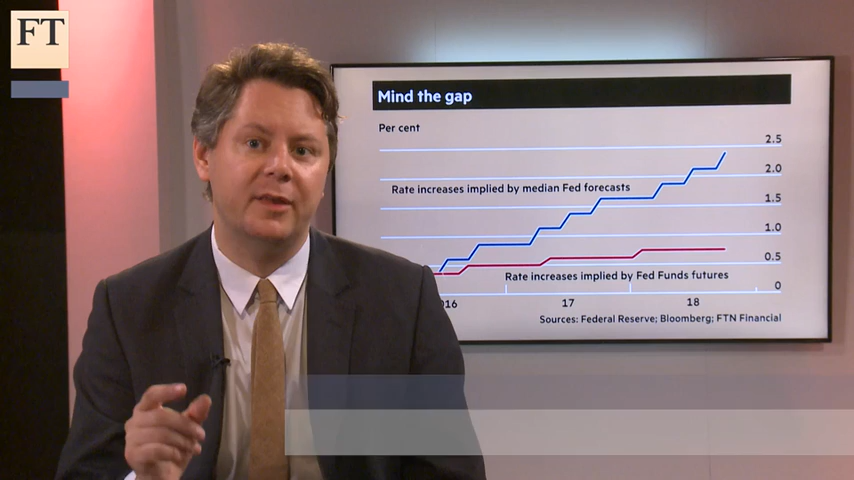 FT
Mind the gap
Per cent
2.5
2.0
Rate increases implied by median Fed forecasts
1.5
1.0
0.5
Rate increases implied by Fed Funds futures
0
16
17
18
Sources: Federal Reserve; Bloomberg; FTN Financial